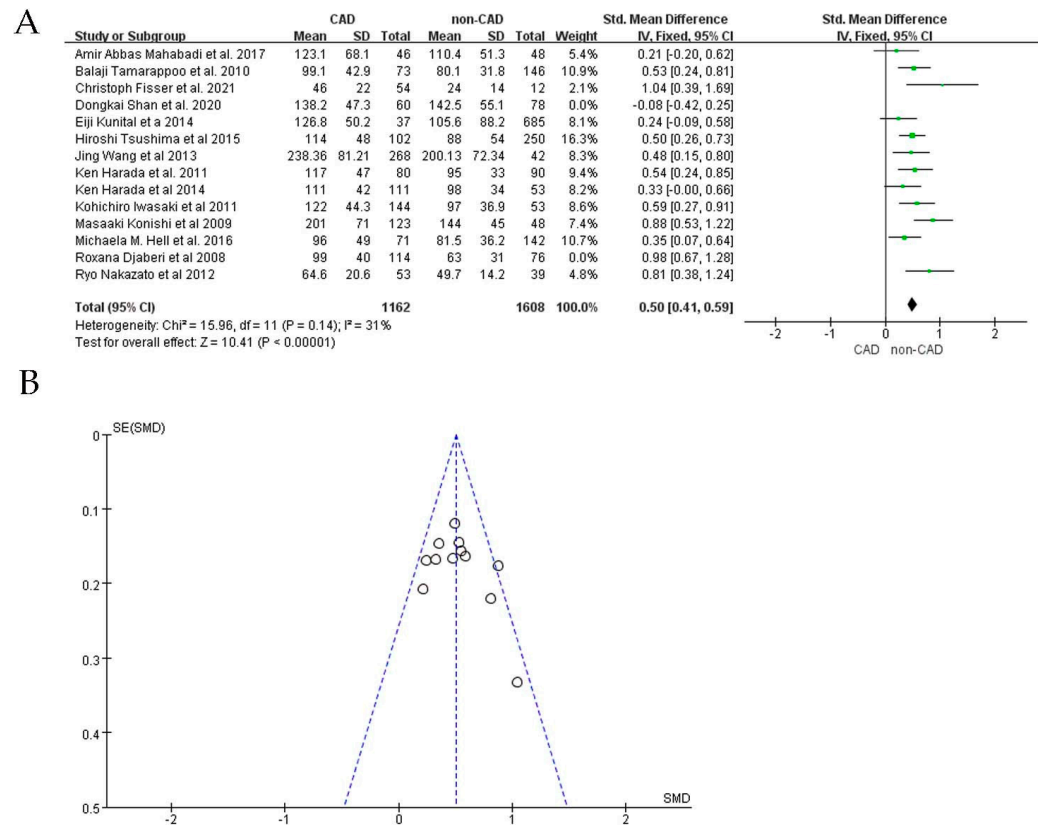 A
CAD non-CAD Std. Mean Difference Std. Mean Difference
Study or Subgroup Mean SD Total Mean SD Total Weight IV, Fixed, 95% CI IV, Fixed, 95% CI
Amir Abbas Mahabadi et al. 2017 123.1 68.1 46 110.4 51.3 48 5.4% 0.21 [-0.20, 0.62]
Balaji Tamarappoo et al. 2010 99.1 42.9 73 80.1 31.8 146 10.9% 0.53 [0.24, 0.81]
Christoph Fisser et al. 2021 46 22 54 24 14 12 2.1% 1.04 [0.39, 1.69]
Dongkai Shan et al. 2020 138.2 47.3 60 142.5 55.1 78 0.0% -0.08 [-0.42, 0.25]
Eiji Kunital et a 2014 126.8 50.2 37 105.6 88.2 685 8.1% 0.24 [-0.09, 0.58]
Hiroshi Tsushima et al 2015 114 48 102 88 54 250 16.3% 0.50 [0.26, 0.73]
Jing Wang et al 2013 238.36 81.21 268 200.13 72.34 42 8.3% 0.48 [0.15, 0.80]
Ken Harada et al. 2011 117 47 80 95 33 90 9.4% 0.54 [0.24, 0.85]
Ken Harada et al 2014 111 42 111 98 34 53 8.2% 0.33 [-0.00, 0.66]
Kohichiro Iwasaki et al 2011 122 44.3 144 97 36.9 53 8.6% 0.59 [0.27, 0.91]
Masaaki Konishi et al 2009 201 71 123 144 45 48 7.4% 0.88 [0.53, 1.22]
Michaela M. Hell et al. 2016 96 49 71 81.5 36.2 142 10.7% 0.35 [0.07, 0.64]
Roxana Djaberi et al 2008 99 40 114 63 31 76 0.0% 0.98 [0.67, 1.28]
Ryo Nakazato et al 2012 64.6 20.6 53 49.7 14.2 39 4.8% 0.81 [0.38, 1.24]
Total (95% CI) 1162 1608 100.0% 0.50 [0.41, 0.59]
Heterogeneity: Chi² = 15.96, df = 11 (P = 0.14); I² = 31%
Test for overall effect: Z = 10.41 (P < 0.00001)
-2 -1 0 1 2
CAD non-CAD
B
SE(SMD)
0
0.1
0.2
0.3
0.4
0.5
SMD
-2 -1 0 1 2